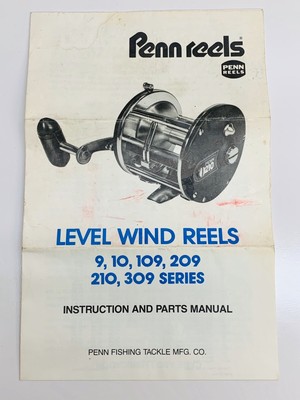 Penn reels
PENN
REELS
LEVEL WIND REELS
9, 10, 109, 209
210, 309 SERIES
INSTRUCTION AND PARTS MANUAL
PENN FISHING TACKLE MFG. CO.